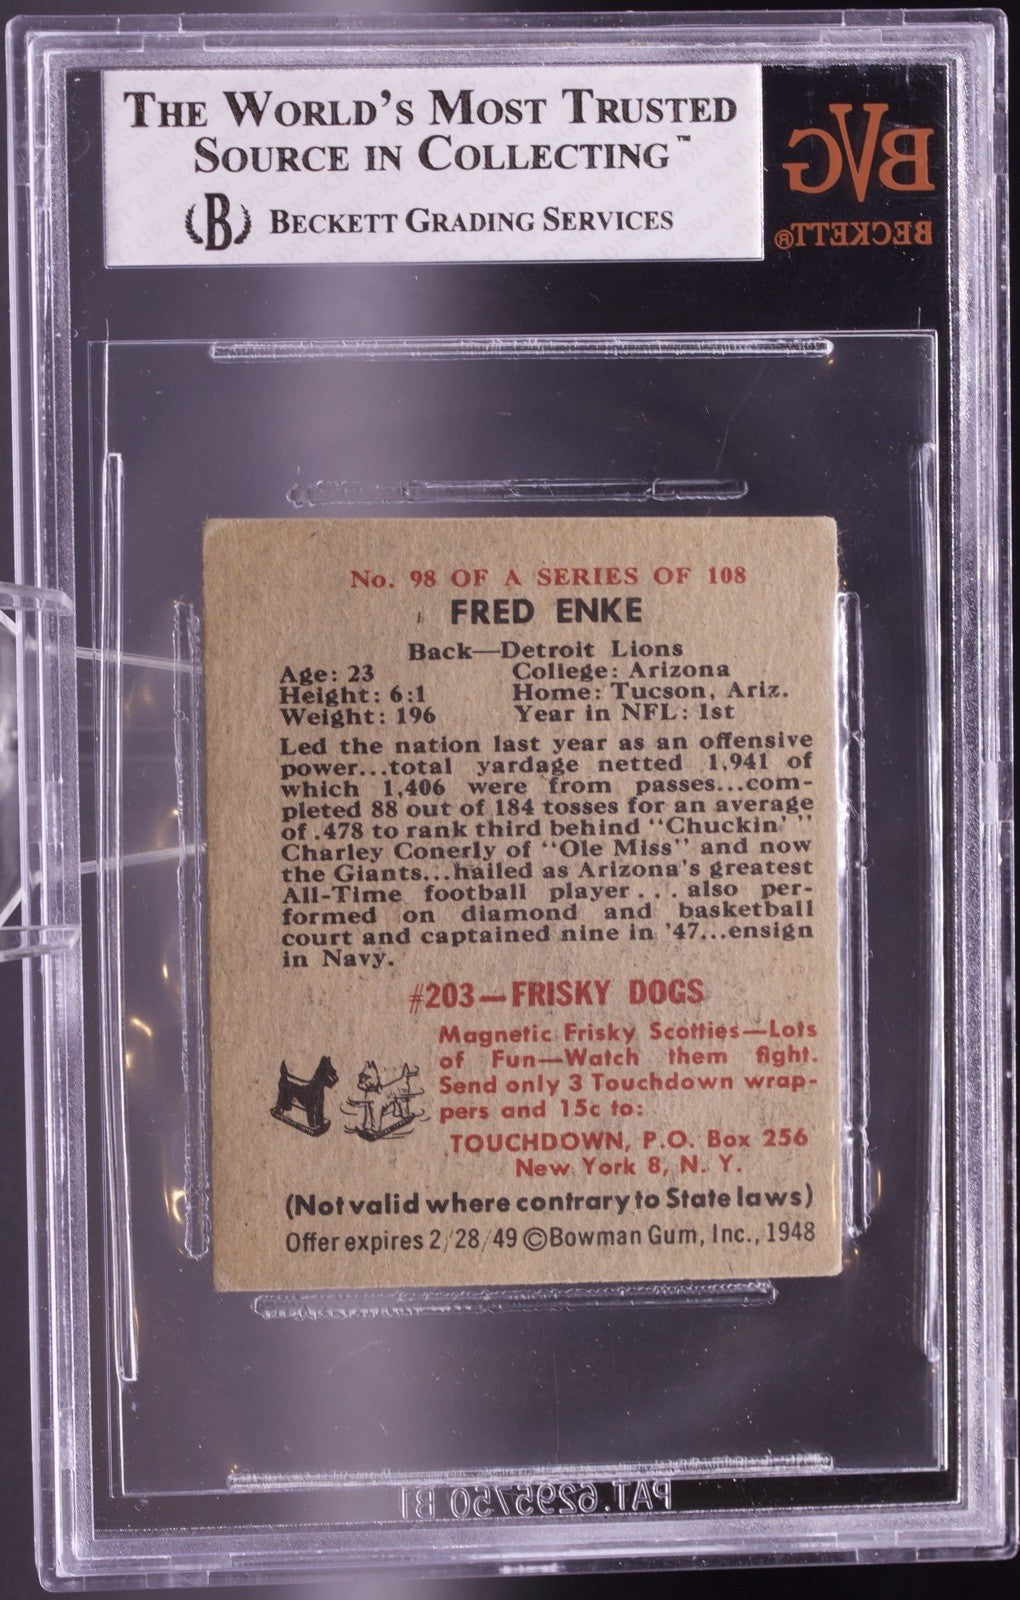 THE WORLD'S MOST TRUSTED
SOURCE IN COLLECTING™
B BECKETT GRADING SERVICES
BVG
BECKETT®
No. 98 OF A SERIES OF 108
FRED ENKE
Back—Detroit Lions
Age: 23 College: Arizona
Height: 6:1 Home: Tucson, Ariz.
Weight: 196 Year in NFL: 1st
Led the nation last year as an offensive
power...total yardage netted 1,941 of
which 1,406 were from passes...com-
pleted 88 out of 184 tosses for an average
of .478 to rank third behind "Chuckin' "
Charley Conerly of "Ole Miss" and now
the Giants...hailed as Arizona's greatest
All-Time football player... also per-
formed on diamond and basketball
court and captained nine in '47...ensign
in Navy.
#203—FRISKY DOGS
Magnetic Frisky Scotties—Lots
of Fun—Watch them fight.
Send only 3 Touchdown wrap-
pers and 15c to:
TOUCHDOWN, P.O. Box 256
New York 8, N. Y.
(Not valid where contrary to State laws)
Offer expires 2/28/49 ©Bowman Gum, Inc., 1948
PAT. 6295750 B1